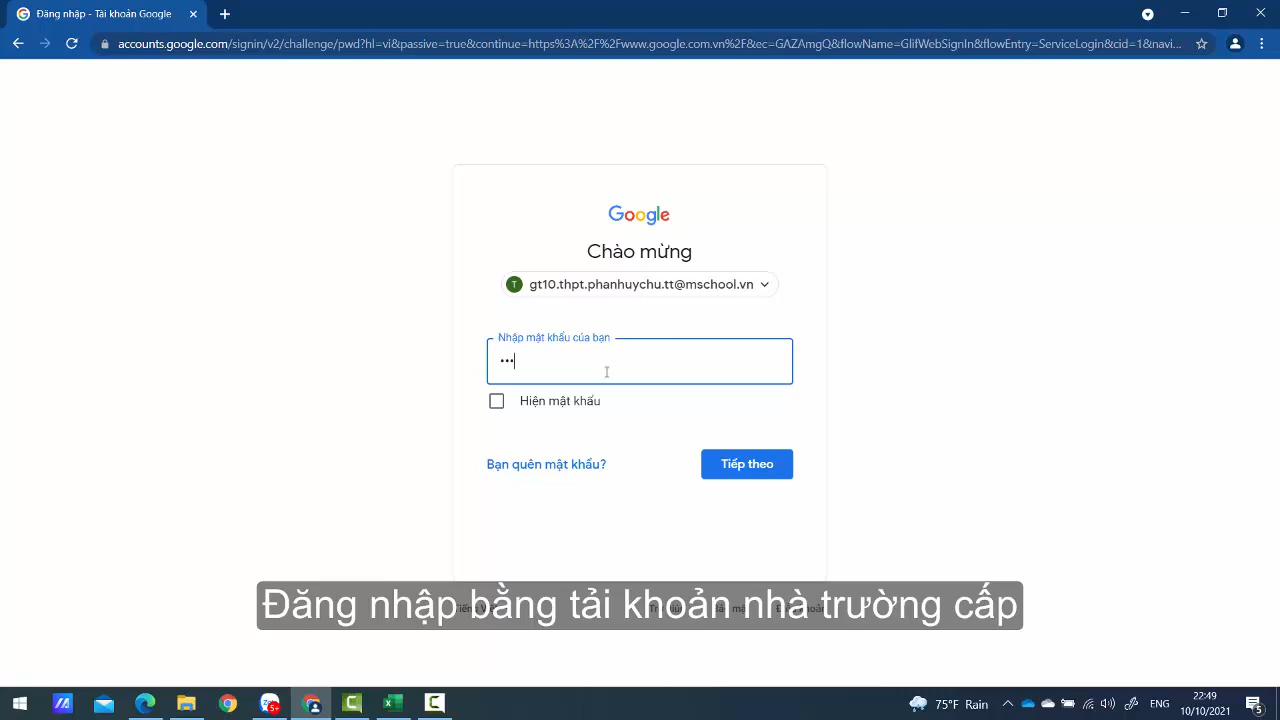 Đăng nhập - Tài khoản Google
accounts.google.com/signin/v2/challenge/pwd?hl=vi&passive=true&continue=https%3A%2F%2Fwww.google.com.vn%2F&ec=GAZAmgQ&flowName=GlifWebSignIn&flowEntry=ServiceLogin&cid=1&navi...
Google
Chào mừng
T gt10.thpt.phanhuychu.tt@mschool.vn
Nhập mật khẩu của bạn
Hiện mật khẩu
Bạn quên mật khẩu?
Tiếp theo
Đăng nhập bằng tải khoản nhà trường cấp
5+
75°F Rain
ENG
22:49
10/10/2021
5